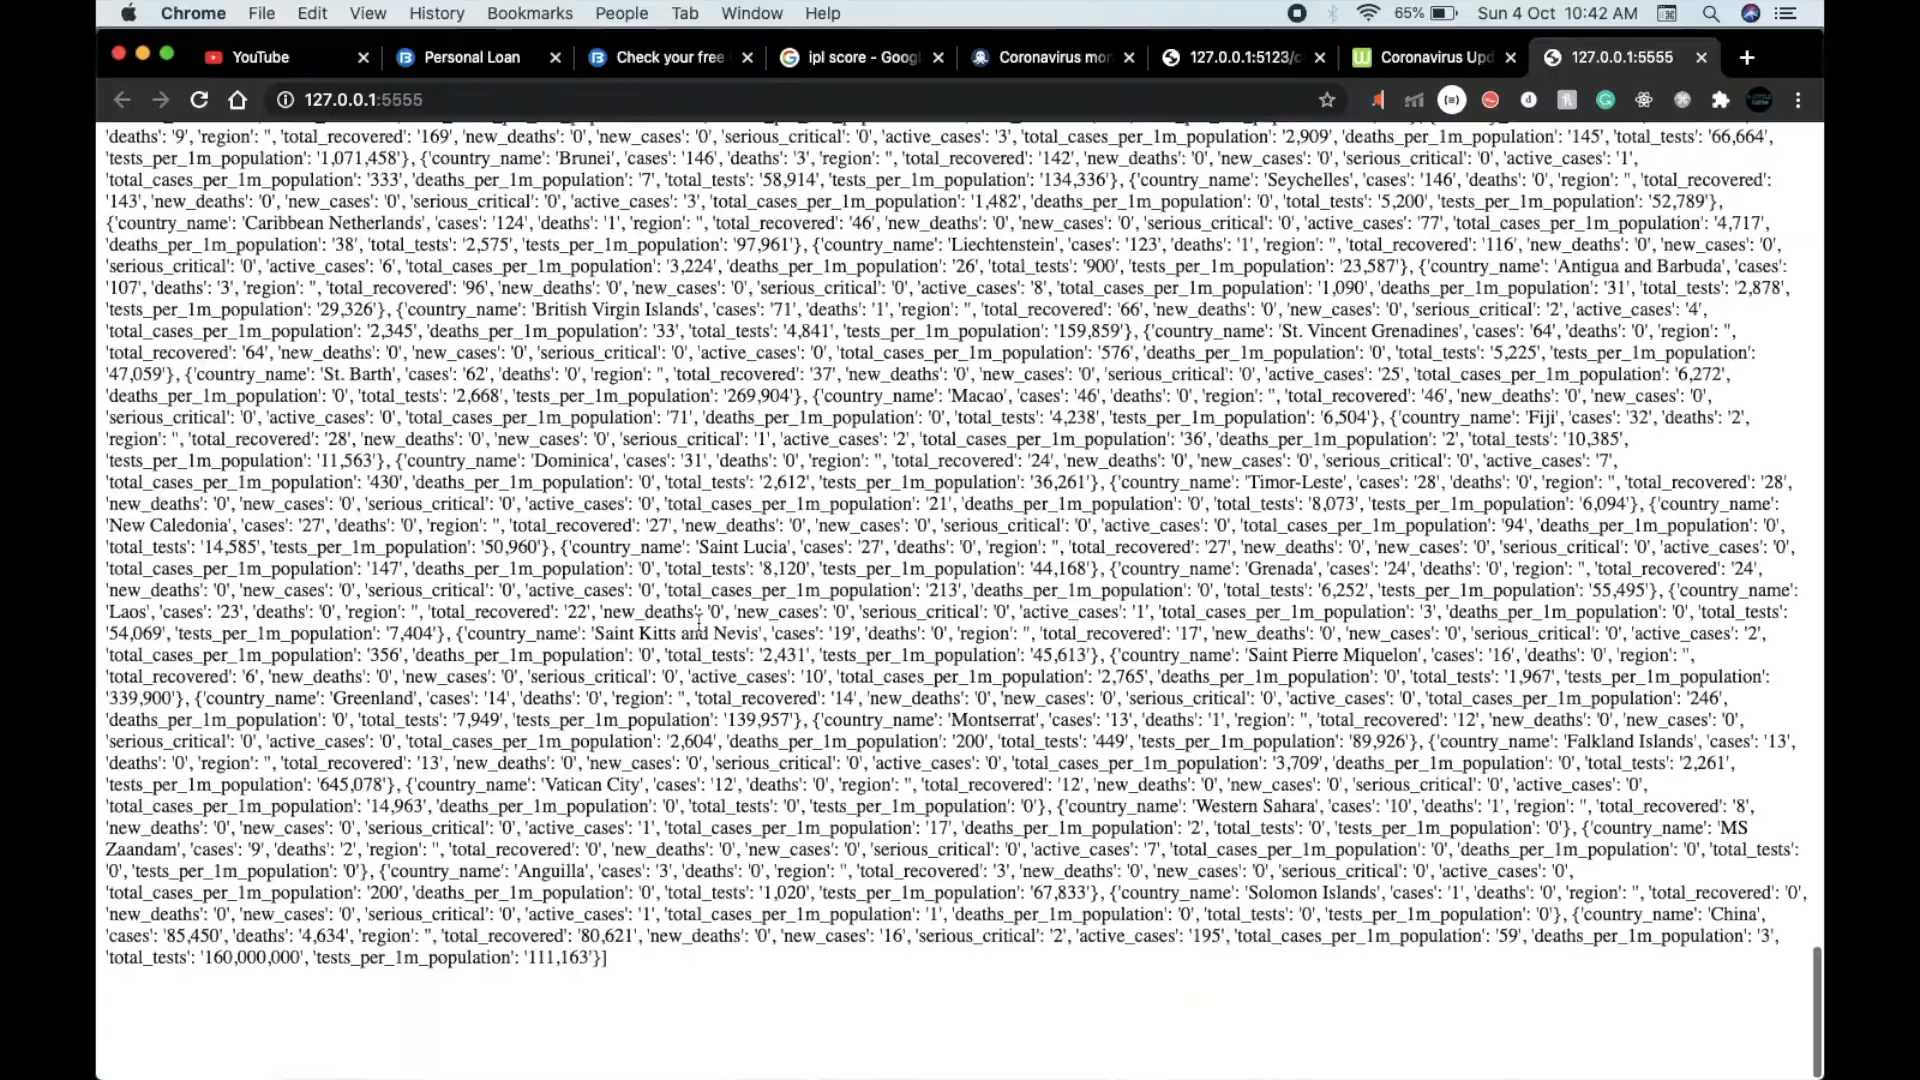 Chrome File Edit View History Bookmarks People Tab Window Help 65% Sun 4 Oct 10:42 AM
YouTube Personal Loan Check your free ipl score - Goog Coronavirus mor 127.0.0.1:5123/c Coronavirus Upd 127.0.0.1:5555
127.0.0.1:5555
'deaths': '9', 'region': '', 'total_recovered': '169', 'new_deaths': '0', 'new_cases': '0', 'serious_critical': '0', 'active_cases': '3', 'total_cases_per_1m_population': '2,909', 'deaths_per_1m_population': '145', 'total_tests': '66,664',
'tests_per_1m_population': '1,071,458'}, {'country_name': 'Brunei', 'cases': '146', 'deaths': '3', 'region': '', 'total_recovered': '142', 'new_deaths': '0', 'new_cases': '0', 'serious_critical': '0', 'active_cases': '1',
'total_cases_per_1m_population': '333', 'deaths_per_1m_population': '7', 'total_tests': '58,914', 'tests_per_1m_population': '134,336'}, {'country_name': 'Seychelles', 'cases': '146', 'deaths': '0', 'region': '', 'total_recovered':
'143', 'new_deaths': '0', 'new_cases': '0', 'serious_critical': '0', 'active_cases': '3', 'total_cases_per_1m_population': '1,482', 'deaths_per_1m_population': '0', 'total_tests': '5,200', 'tests_per_1m_population': '52,789'},
{'country_name': 'Caribbean Netherlands', 'cases': '124', 'deaths': '1', 'region': '', 'total_recovered': '46', 'new_deaths': '0', 'new_cases': '0', 'serious_critical': '0', 'active_cases': '77', 'total_cases_per_1m_population': '4,717',
'deaths_per_1m_population': '38', 'total_tests': '2,575', 'tests_per_1m_population': '97,961'}, {'country_name': 'Liechtenstein', 'cases': '123', 'deaths': '1', 'region': '', 'total_recovered': '116', 'new_deaths': '0', 'new_cases': '0',
'serious_critical': '0', 'active_cases': '6', 'total_cases_per_1m_population': '3,224', 'deaths_per_1m_population': '26', 'total_tests': '900', 'tests_per_1m_population': '23,587'}, {'country_name': 'Antigua and Barbuda', 'cases':
'107', 'deaths': '3', 'region': '', 'total_recovered': '96', 'new_deaths': '0', 'new_cases': '0', 'serious_critical': '0', 'active_cases': '8', 'total_cases_per_1m_population': '1,090', 'deaths_per_1m_population': '31', 'total_tests': '2,878',
'tests_per_1m_population': '29,326'}, {'country_name': 'British Virgin Islands', 'cases': '71', 'deaths': '1', 'region': '', 'total_recovered': '66', 'new_deaths': '0', 'new_cases': '0', 'serious_critical': '2', 'active_cases': '4',
'total_cases_per_1m_population': '2,345', 'deaths_per_1m_population': '33', 'total_tests': '4,841', 'tests_per_1m_population': '159,859'}, {'country_name': 'St. Vincent Grenadines', 'cases': '64', 'deaths': '0', 'region': '',
'total_recovered': '64', 'new_deaths': '0', 'new_cases': '0', 'serious_critical': '0', 'active_cases': '0', 'total_cases_per_1m_population': '576', 'deaths_per_1m_population': '0', 'total_tests': '5,225', 'tests_per_1m_population':
'47,059'}, {'country_name': 'St. Barth', 'cases': '62', 'deaths': '0', 'region': '', 'total_recovered': '37', 'new_deaths': '0', 'new_cases': '0', 'serious_critical': '0', 'active_cases': '25', 'total_cases_per_1m_population': '6,272',
'deaths_per_1m_population': '0', 'total_tests': '2,668', 'tests_per_1m_population': '269,904'}, {'country_name': 'Macao', 'cases': '46', 'deaths': '0', 'region': '', 'total_recovered': '46', 'new_deaths': '0', 'new_cases': '0',
'serious_critical': '0', 'active_cases': '0', 'total_cases_per_1m_population': '71', 'deaths_per_1m_population': '0', 'total_tests': '4,238', 'tests_per_1m_population': '6,504'}, {'country_name': 'Fiji', 'cases': '32', 'deaths': '2',
'region': '', 'total_recovered': '28', 'new_deaths': '0', 'new_cases': '0', 'serious_critical': '1', 'active_cases': '2', 'total_cases_per_1m_population': '36', 'deaths_per_1m_population': '2', 'total_tests': '10,385',
'tests_per_1m_population': '11,563'}, {'country_name': 'Dominica', 'cases': '31', 'deaths': '0', 'region': '', 'total_recovered': '24', 'new_deaths': '0', 'new_cases': '0', 'serious_critical': '0', 'active_cases': '7',
'total_cases_per_1m_population': '430', 'deaths_per_1m_population': '0', 'total_tests': '2,612', 'tests_per_1m_population': '36,261'}, {'country_name': 'Timor-Leste', 'cases': '28', 'deaths': '0', 'region': '', 'total_recovered': '28',
'new_deaths': '0', 'new_cases': '0', 'serious_critical': '0', 'active_cases': '0', 'total_cases_per_1m_population': '21', 'deaths_per_1m_population': '0', 'total_tests': '8,073', 'tests_per_1m_population': '6,094'}, {'country_name':
'New Caledonia', 'cases': '27', 'deaths': '0', 'region': '', 'total_recovered': '27', 'new_deaths': '0', 'new_cases': '0', 'serious_critical': '0', 'active_cases': '0', 'total_cases_per_1m_population': '94', 'deaths_per_1m_population': '0',
'total_tests': '14,585', 'tests_per_1m_population': '50,960'}, {'country_name': 'Saint Lucia', 'cases': '27', 'deaths': '0', 'region': '', 'total_recovered': '27', 'new_deaths': '0', 'new_cases': '0', 'serious_critical': '0', 'active_cases': '0',
'total_cases_per_1m_population': '147', 'deaths_per_1m_population': '0', 'total_tests': '8,120', 'tests_per_1m_population': '44,168'}, {'country_name': 'Grenada', 'cases': '24', 'deaths': '0', 'region': '', 'total_recovered': '24',
'new_deaths': '0', 'new_cases': '0', 'serious_critical': '0', 'active_cases': '0', 'total_cases_per_1m_population': '213', 'deaths_per_1m_population': '0', 'total_tests': '6,252', 'tests_per_1m_population': '55,495'}, {'country_name':
'Laos', 'cases': '23', 'deaths': '0', 'region': '', 'total_recovered': '22', 'new_deaths': '0', 'new_cases': '0', 'serious_critical': '0', 'active_cases': '1', 'total_cases_per_1m_population': '3', 'deaths_per_1m_population': '0', 'total_tests':
'54,069', 'tests_per_1m_population': '7,404'}, {'country_name': 'Saint Kitts and Nevis', 'cases': '19', 'deaths': '0', 'region': '', 'total_recovered': '17', 'new_deaths': '0', 'new_cases': '0', 'serious_critical': '0', 'active_cases': '2',
'total_cases_per_1m_population': '356', 'deaths_per_1m_population': '0', 'total_tests': '2,431', 'tests_per_1m_population': '45,613'}, {'country_name': 'Saint Pierre Miquelon', 'cases': '16', 'deaths': '0', 'region': '',
'total_recovered': '6', 'new_deaths': '0', 'new_cases': '0', 'serious_critical': '0', 'active_cases': '10', 'total_cases_per_1m_population': '2,765', 'deaths_per_1m_population': '0', 'total_tests': '1,967', 'tests_per_1m_population':
'339,900'}, {'country_name': 'Greenland', 'cases': '14', 'deaths': '0', 'region': '', 'total_recovered': '14', 'new_deaths': '0', 'new_cases': '0', 'serious_critical': '0', 'active_cases': '0', 'total_cases_per_1m_population': '246',
'deaths_per_1m_population': '0', 'total_tests': '7,949', 'tests_per_1m_population': '139,957'}, {'country_name': 'Montserrat', 'cases': '13', 'deaths': '1', 'region': '', 'total_recovered': '12', 'new_deaths': '0', 'new_cases': '0',
'serious_critical': '0', 'active_cases': '0', 'total_cases_per_1m_population': '2,604', 'deaths_per_1m_population': '200', 'total_tests': '449', 'tests_per_1m_population': '89,926'}, {'country_name': 'Falkland Islands', 'cases': '13',
'deaths': '0', 'region': '', 'total_recovered': '13', 'new_deaths': '0', 'new_cases': '0', 'serious_critical': '0', 'active_cases': '0', 'total_cases_per_1m_population': '3,709', 'deaths_per_1m_population': '0', 'total_tests': '2,261',
'tests_per_1m_population': '645,078'}, {'country_name': 'Vatican City', 'cases': '12', 'deaths': '0', 'region': '', 'total_recovered': '12', 'new_deaths': '0', 'new_cases': '0', 'serious_critical': '0', 'active_cases': '0',
'total_cases_per_1m_population': '14,963', 'deaths_per_1m_population': '0', 'total_tests': '0', 'tests_per_1m_population': '0'}, {'country_name': 'Western Sahara', 'cases': '10', 'deaths': '1', 'region': '', 'total_recovered': '8',
'new_deaths': '0', 'new_cases': '0', 'serious_critical': '0', 'active_cases': '1', 'total_cases_per_1m_population': '17', 'deaths_per_1m_population': '2', 'total_tests': '0', 'tests_per_1m_population': '0'}, {'country_name': 'MS
Zaandam', 'cases': '9', 'deaths': '2', 'region': '', 'total_recovered': '0', 'new_deaths': '0', 'new_cases': '0', 'serious_critical': '0', 'active_cases': '7', 'total_cases_per_1m_population': '0', 'deaths_per_1m_population': '0', 'total_tests':
'0', 'tests_per_1m_population': '0'}, {'country_name': 'Anguilla', 'cases': '3', 'deaths': '0', 'region': '', 'total_recovered': '3', 'new_deaths': '0', 'new_cases': '0', 'serious_critical': '0', 'active_cases': '0',
'total_cases_per_1m_population': '200', 'deaths_per_1m_population': '0', 'total_tests': '1,020', 'tests_per_1m_population': '67,833'}, {'country_name': 'Solomon Islands', 'cases': '1', 'deaths': '0', 'region': '', 'total_recovered': '0',
'new_deaths': '0', 'new_cases': '0', 'serious_critical': '0', 'active_cases': '1', 'total_cases_per_1m_population': '1', 'deaths_per_1m_population': '0', 'total_tests': '0', 'tests_per_1m_population': '0'}, {'country_name': 'China',
'cases': '85,450', 'deaths': '4,634', 'region': '', 'total_recovered': '80,621', 'new_deaths': '0', 'new_cases': '16', 'serious_critical': '2', 'active_cases': '195', 'total_cases_per_1m_population': '59', 'deaths_per_1m_population': '3',
'total_tests': '160,000,000', 'tests_per_1m_population': '111,163'}]